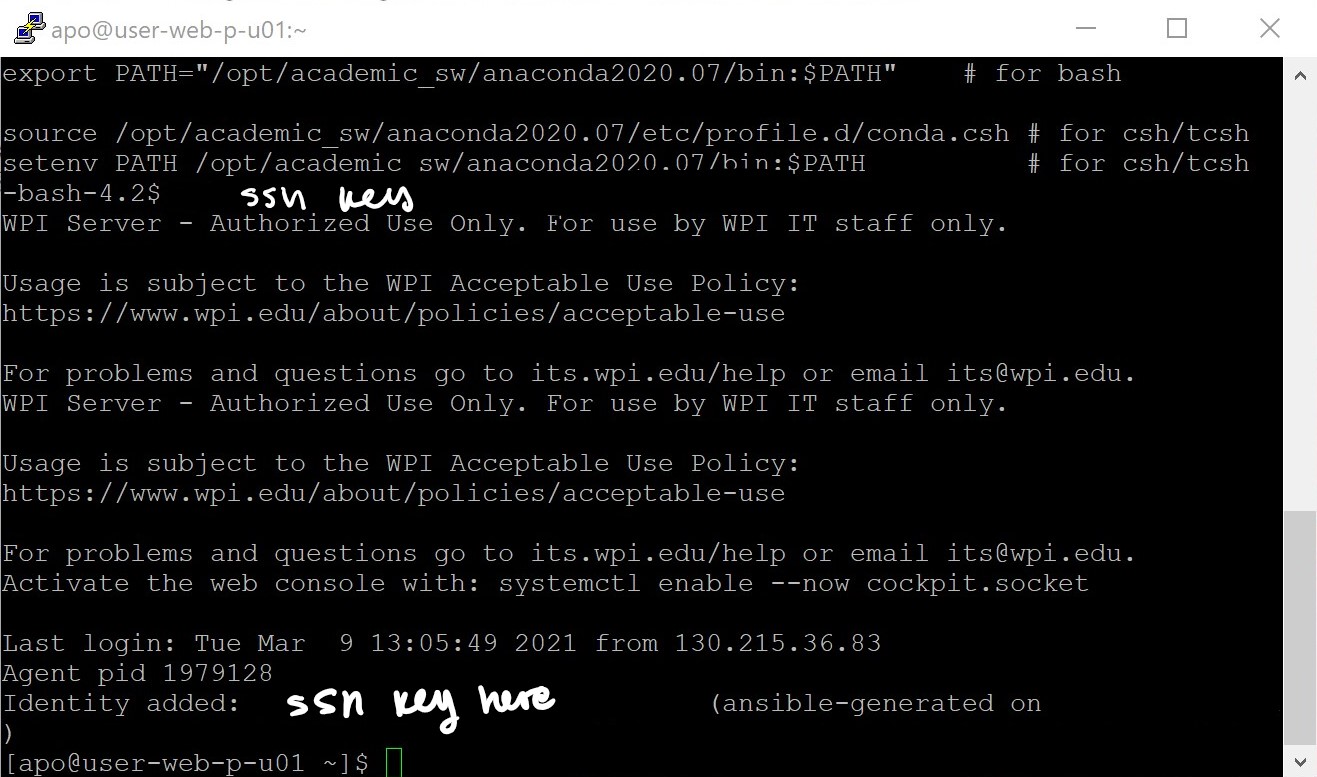 apo@user-web-p-u01:~
export PATH="/opt/academic_sw/anaconda2020.07/bin:$PATH"    # for bash
source /opt/academic_sw/anaconda2020.07/etc/profile.d/conda.csh # for csh/tcsh
setenv PATH /opt/academic sw/anaconda2020.07/bin:$PATH          # for csh/tcsh
-bash-4.2$ ssh key
WPI Server - Authorized Use Only. For use by WPI IT staff only.
Usage is subject to the WPI Acceptable Use Policy:
https://www.wpi.edu/about/policies/acceptable-use
For problems and questions go to its.wpi.edu/help or email its@wpi.edu.
WPI Server - Authorized Use Only. For use by WPI IT staff only.
Usage is subject to the WPI Acceptable Use Policy:
https://www.wpi.edu/about/policies/acceptable-use
For problems and questions go to its.wpi.edu/help or email its@wpi.edu.
Activate the web console with: systemctl enable --now cockpit.socket
Last login: Tue Mar  9 13:05:49 2021 from 130.215.36.83
Agent pid 1979128
Identity added: ssh key here (ansible-generated on
)
[apo@user-web-p-u01 ~]$